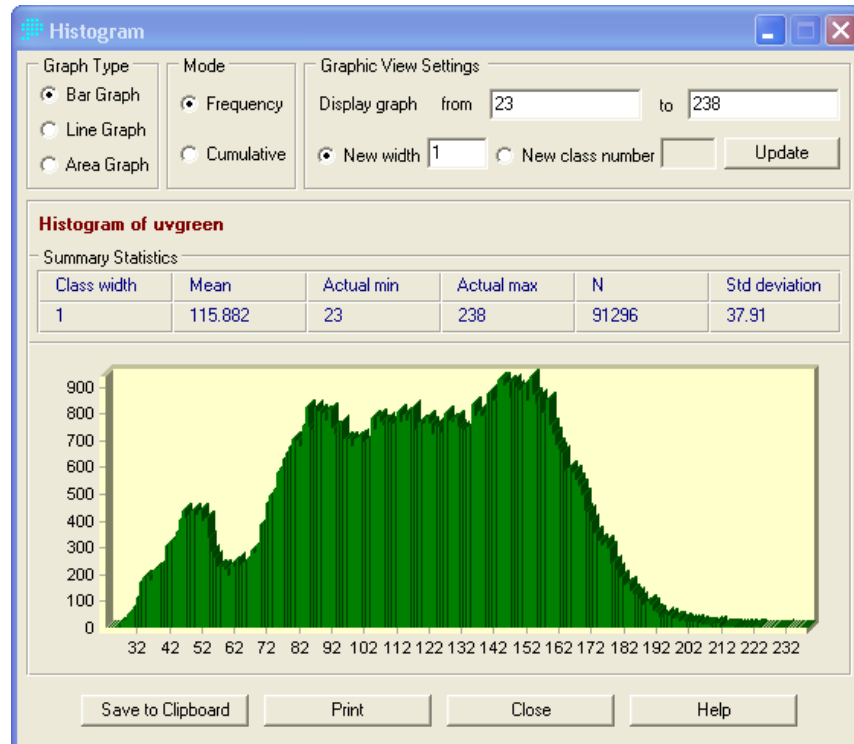 Histogram
Graph Type
Bar Graph
Line Graph
Area Graph
Mode
Frequency
Cumulative
Graphic View Settings
Display graph from 23 to 238
New width 1 New class number Update
Histogram of uvgreen
Summary Statistics
Class width Mean Actual min Actual max N Std deviation
1 115.882 23 238 91296 37.91
900
800
700
600
500
400
300
200
100
0
32 42 52 62 72 82 92 102 112 122 132 142 152 162 172 182 192 202 212 222 232
Save to Clipboard Print Close Help